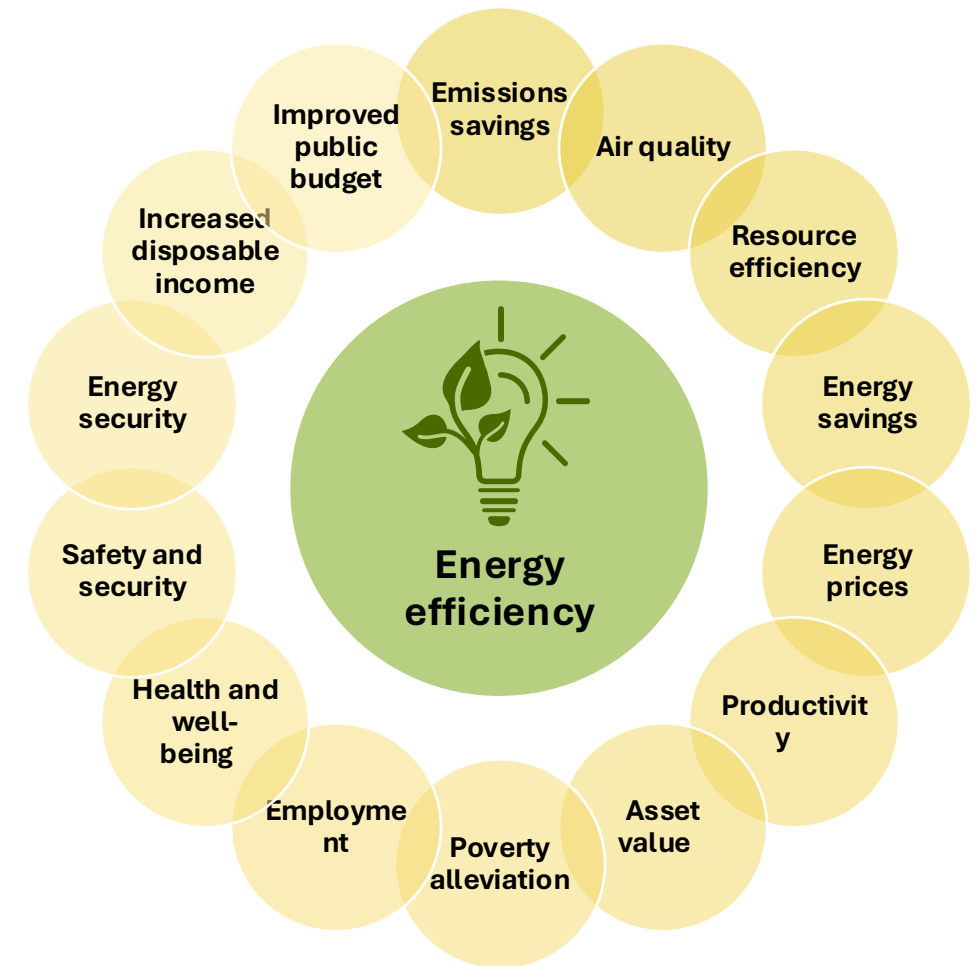 Emissions
savings
Air quality
Resource
efficiency
Energy
savings
Energy
prices
Productivit
y
Asset
value
Poverty
alleviation
Employme
nt
Health and
well-
being
Safety and
security
Energy
security
Increased
disposable
income
Improved
public
budget
Energy
efficiency